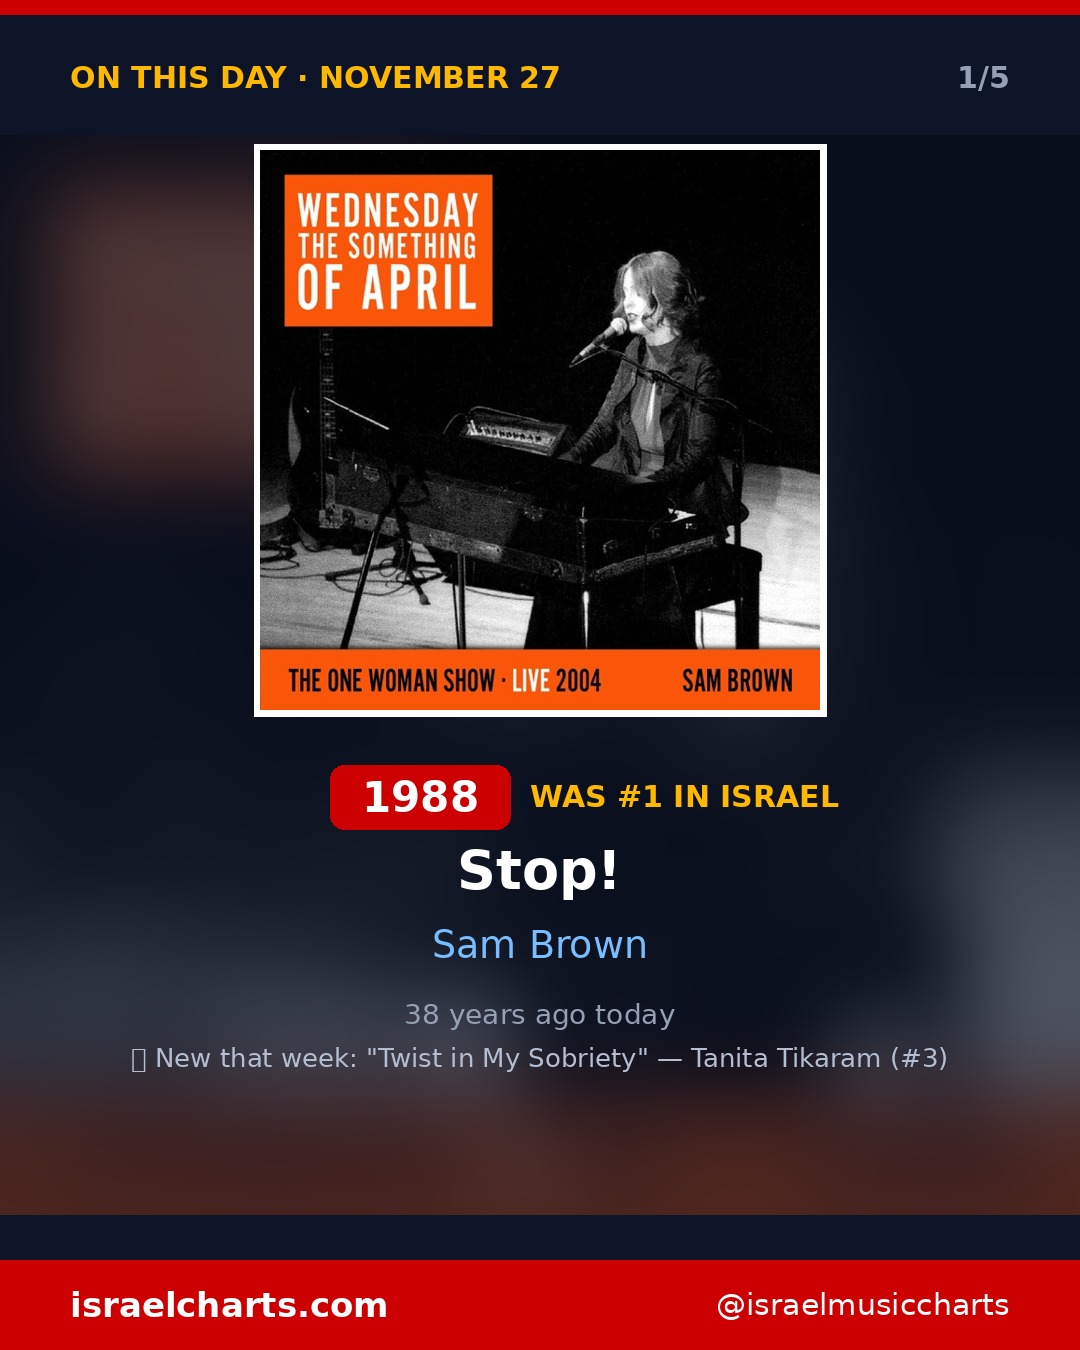 ON THIS DAY · NOVEMBER 27
1/5
WEDNESDAY
THE SOMETHING
OF APRIL
THE ONE WOMAN SHOW · LIVE 2004
SAM BROWN
1988
WAS #1 IN ISRAEL
Stop!
Sam Brown
38 years ago today
New that week: "Twist in My Sobriety" — Tanita Tikaram (#3)
israelcharts.com
@israelmusiccharts